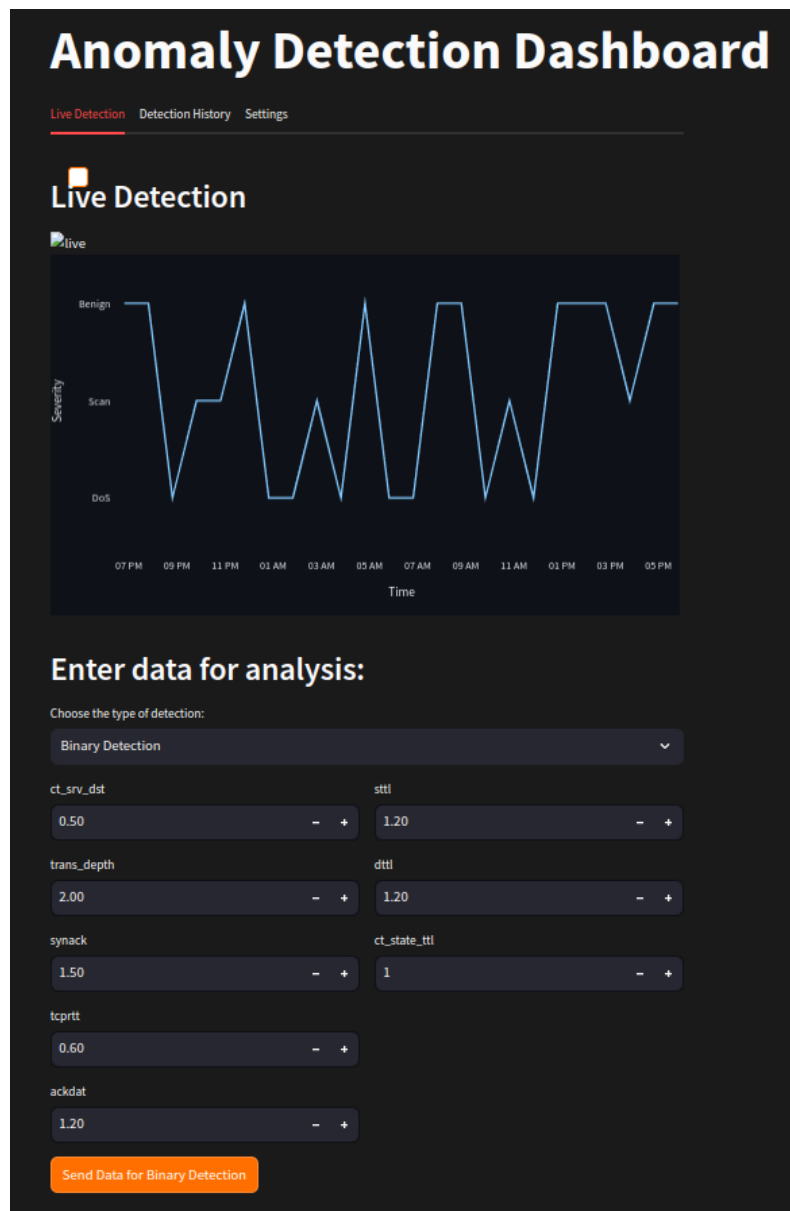 Anomaly Detection Dashboard
Live Detection Detection History Settings
Live Detection
live
Benign
Scan
DoS
Severity
07 PM 09 PM 11 PM 01 AM 03 AM 05 AM 07 AM 09 AM 11 AM 01 PM 03 PM 05 PM
Time
Enter data for analysis:
Choose the type of detection:
Binary Detection
ct_srv_dst sttl
0.50 − + 1.20 − +
trans_depth dttl
2.00 − + 1.20 − +
synack ct_state_ttl
1.50 − + 1 − +
tcprtt
0.60 − +
ackdat
1.20 − +
Send Data for Binary Detection